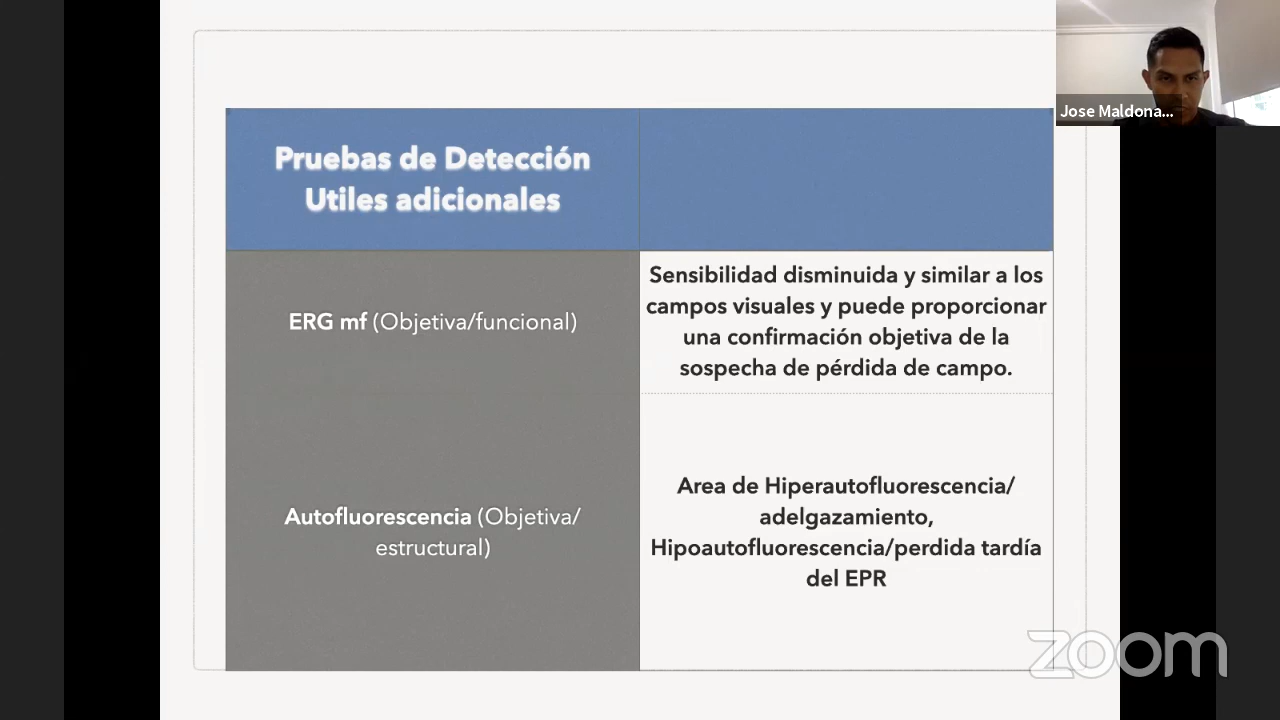 Jose Maldona...
Pruebas de Detección
Utiles adicionales
ERG mf (Objetiva/funcional)
Sensibilidad disminuida y similar a los
campos visuales y puede proporcionar
una confirmación objetiva de la
sospecha de pérdida de campo.
Autofluorescencia (Objetiva/
estructural)
Area de Hiperautofluorescencia/
adelgazamiento,
Hipoautofluorescencia/perdida tardía
del EPR
zoom